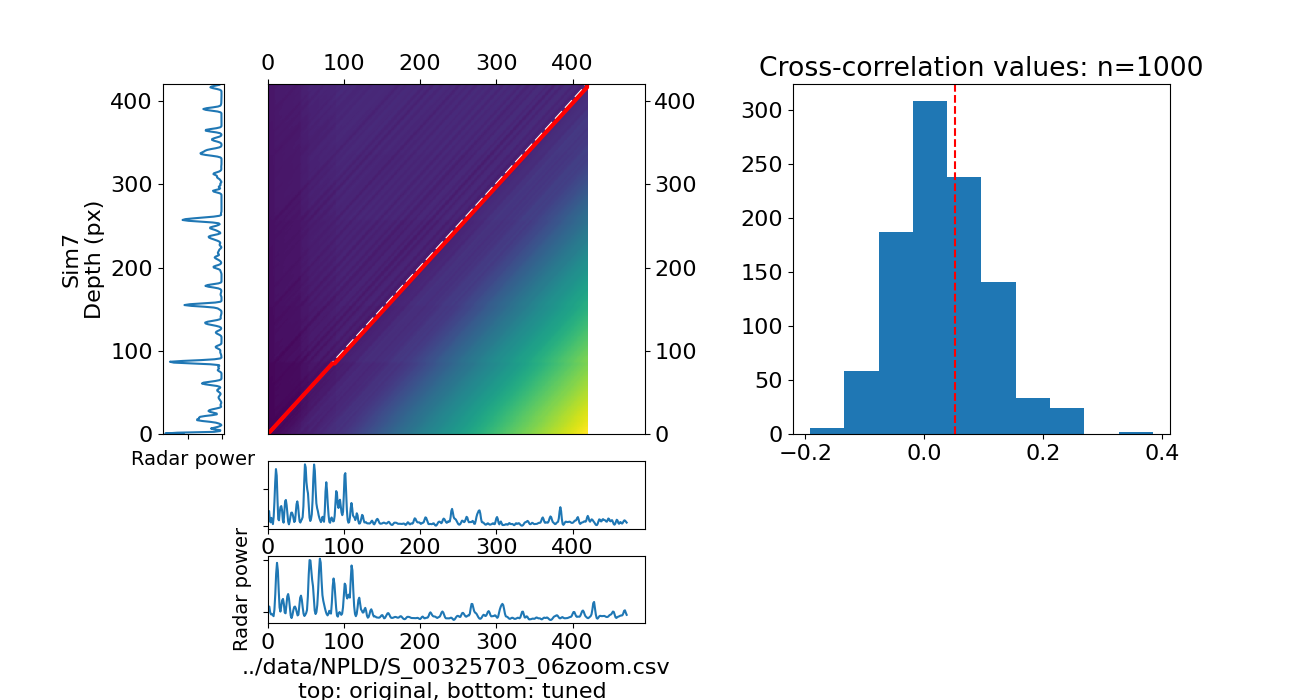 0 100 200 300 400
Cross-correlation values: n=1000
400
300
200
100
0
Sim7
Depth (px)
Radar power
400
300
200
100
0
300
250
200
150
100
50
0
−0.2 0.0 0.2 0.4
0 100 200 300 400
Radar power
0 100 200 300 400
../data/NPLD/S_00325703_06zoom.csv
top: original, bottom: tuned